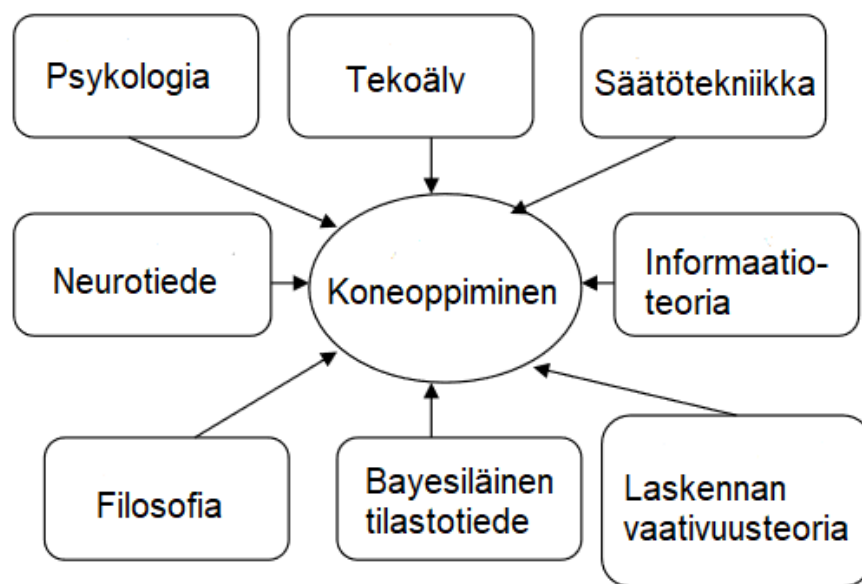 Psykologia
Tekoäly
Säätötekniikka
Neurotiede
Koneoppiminen
Informaatio-
teoria
Filosofia
Bayesiläinen
tilastotiede
Laskennan
vaativuusteoria